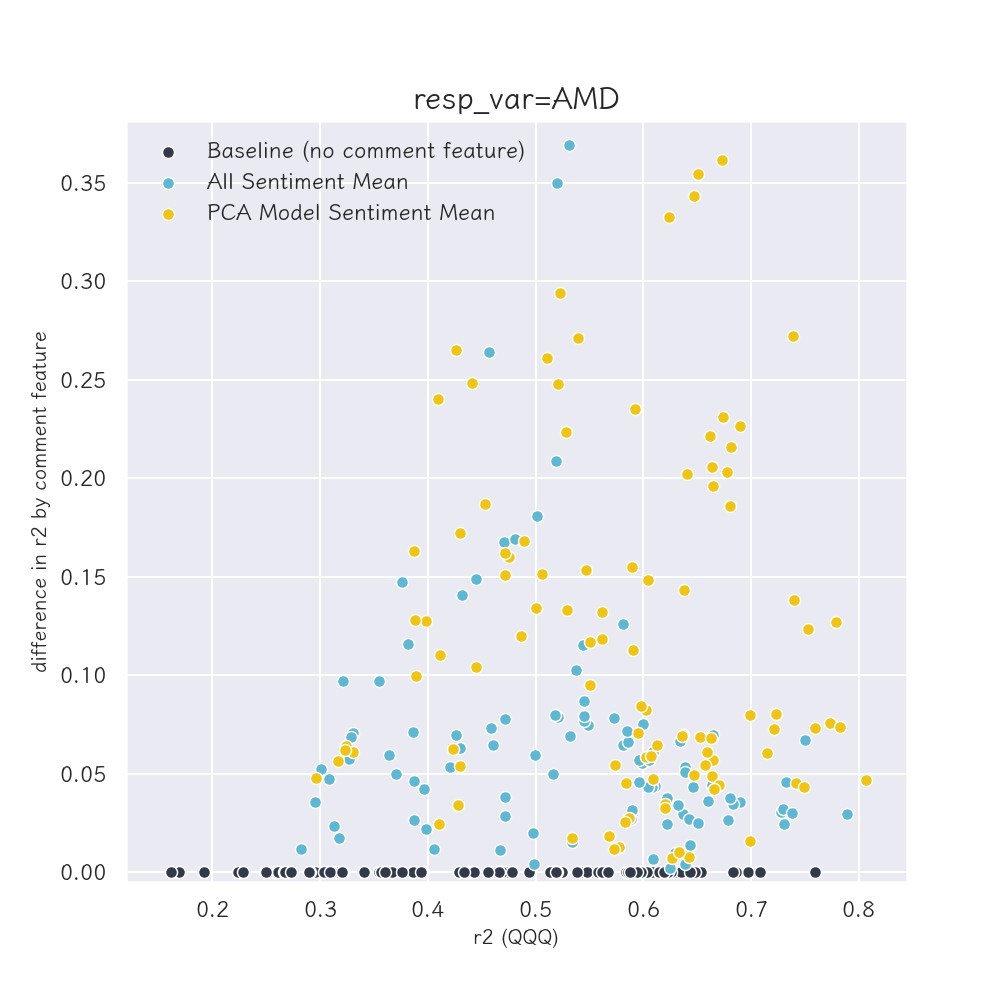 resp_var=AMD
Baseline (no comment feature)
All Sentiment Mean
PCA Model Sentiment Mean
difference in r2 by comment feature
0.35
0.30
0.25
0.20
0.15
0.10
0.05
0.00
0.2 0.3 0.4 0.5 0.6 0.7 0.8
r2 (QQQ)